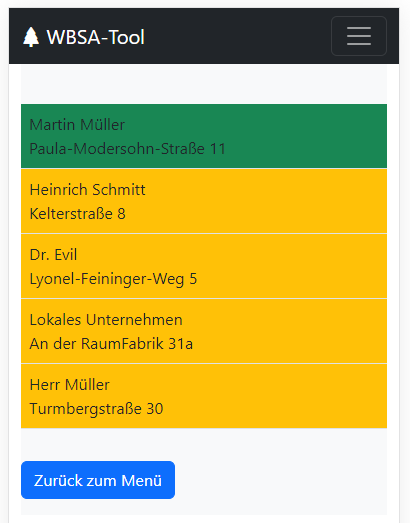 WBSA-Tool
Martin Müller
Paula-Modersohn-Straße 11
Heinrich Schmitt
Kelterstraße 8
Dr. Evil
Lyonel-Feininger-Weg 5
Lokales Unternehmen
An der RaumFabrik 31a
Herr Müller
Turmbergstraße 30
Zurück zum Menü